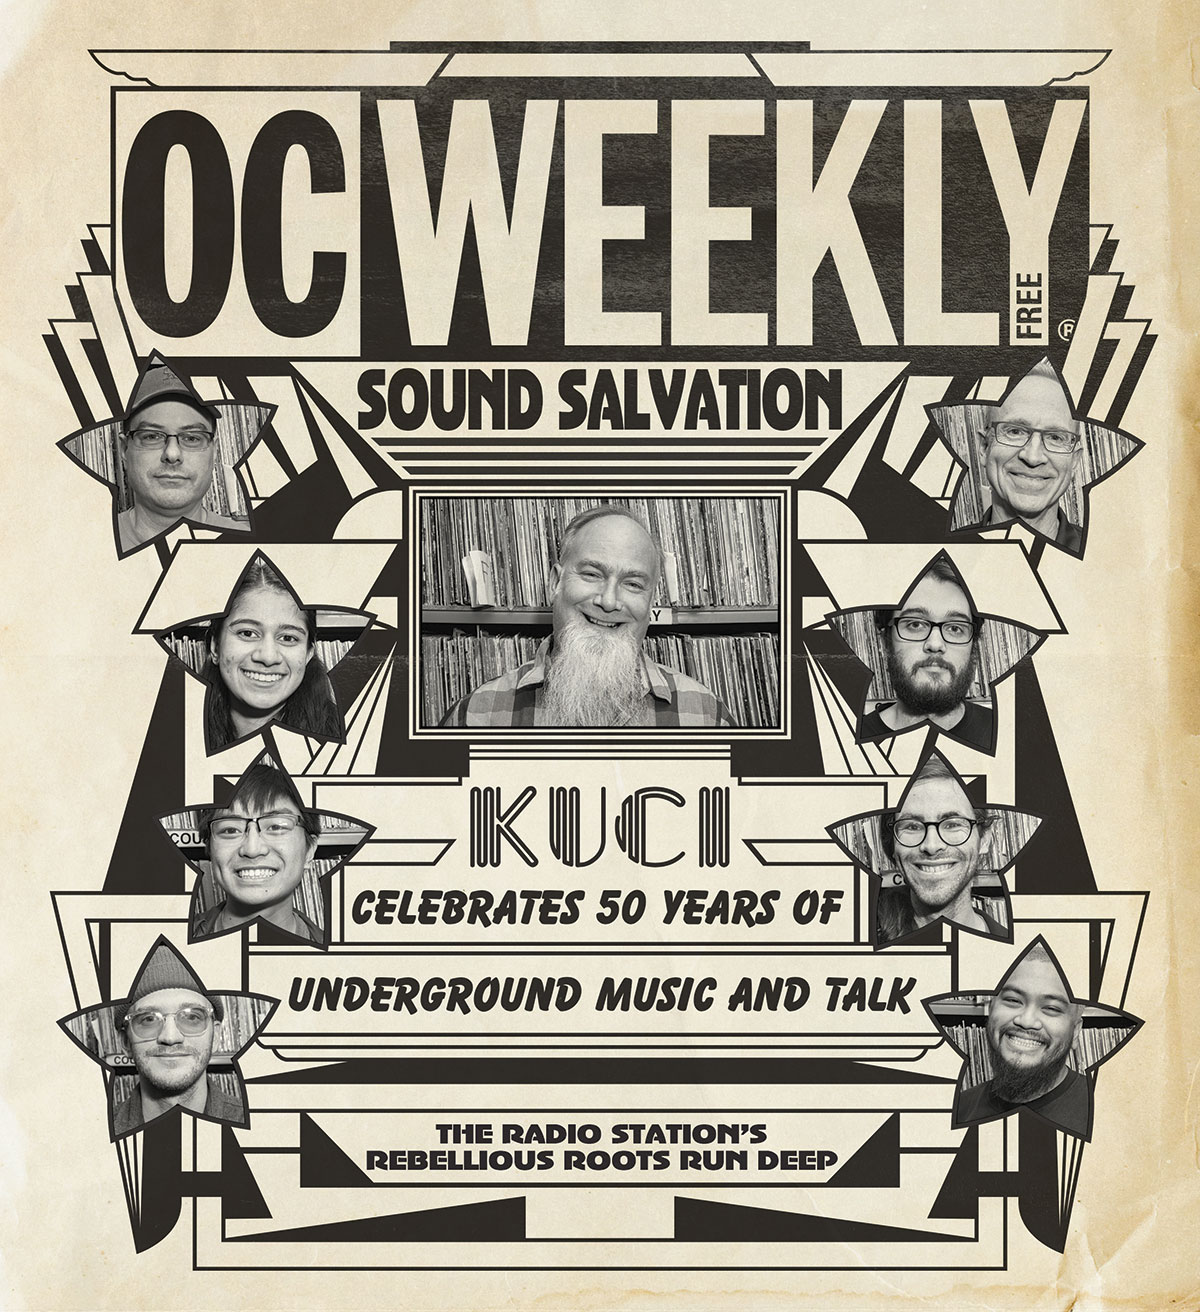 OC WEEKLY
FREE
®
SOUND SALVATION
KUCI
CELEBRATES 50 YEARS OF
UNDERGROUND MUSIC AND TALK
THE RADIO STATION'S
REBELLIOUS ROOTS RUN DEEP